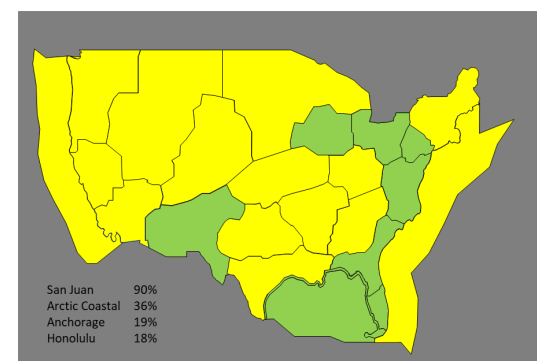 San Juan 90%
Arctic Coastal 36%
Anchorage 19%
Honolulu 18%